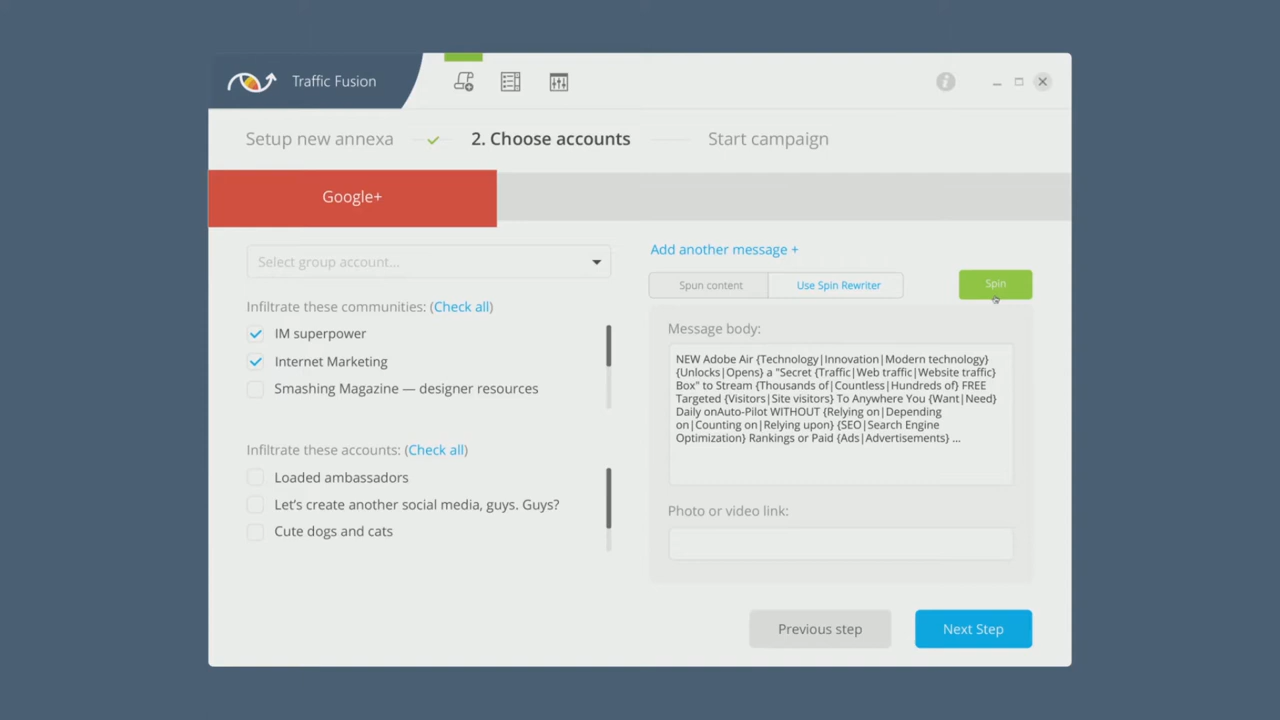 Traffic Fusion
Setup new annexa
2. Choose accounts
Start campaign
Google+
Select group account...
Infiltrate these communities: (Check all)
IM superpower
Internet Marketing
Smashing Magazine — designer resources
Infiltrate these accounts: (Check all)
Loaded ambassadors
Let's create another social media, guys. Guys?
Cute dogs and cats
Add another message +
Spun content
Use Spin Rewriter
Spin
Message body:
NEW Adobe Air {Technology|Innovation|Modern technology}
{Unlocks|Opens} a "Secret {Traffic|Web traffic|Website traffic}
Box" to Stream {Thousands of|Countless|Hundreds of} FREE
Targeted {Visitors|Site visitors} To Anywhere You {Want|Need}
Daily onAuto-Pilot WITHOUT {Relying on|Depending
on|Counting on|Relying upon} {SEO|Search Engine
Optimization} Rankings or Paid {Ads|Advertisements} ...
Photo or video link:
Previous step
Next Step